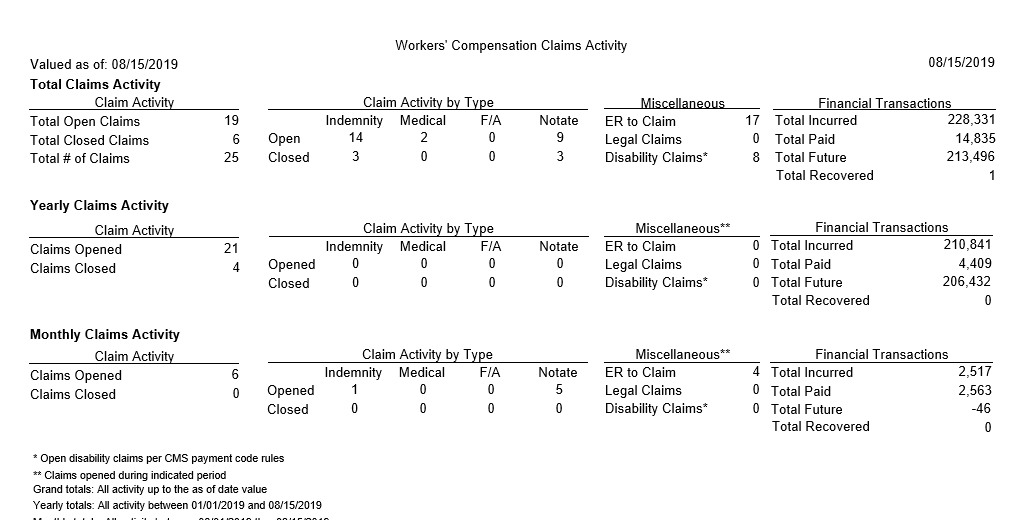 Workers' Compensation Claims Activity
Valued as of: 08/15/2019 08/15/2019
Total Claims Activity
Claim Activity Claim Activity by Type Miscellaneous Financial Transactions
Total Open Claims 19 Indemnity Medical F/A Notate ER to Claim 17 Total Incurred 228,331
Total Closed Claims 6 Open 14 2 0 9 Legal Claims 0 Total Paid 14,835
Total # of Claims 25 Closed 3 0 0 3 Disability Claims* 8 Total Future 213,496
Total Recovered 1
Yearly Claims Activity
Claim Activity Claim Activity by Type Miscellaneous** Financial Transactions
Claims Opened 21 Indemnity Medical F/A Notate ER to Claim 0 Total Incurred 210,841
Claims Closed 4 Opened 0 0 0 0 Legal Claims 0 Total Paid 4,409
Closed 0 0 0 0 Disability Claims* 0 Total Future 206,432
Total Recovered 0
Monthly Claims Activity
Claim Activity Claim Activity by Type Miscellaneous** Financial Transactions
Claims Opened 6 Indemnity Medical F/A Notate ER to Claim 4 Total Incurred 2,517
Claims Closed 0 Opened 1 0 0 5 Legal Claims 0 Total Paid 2,563
Closed 0 0 0 0 Disability Claims* 0 Total Future -46
Total Recovered 0
* Open disability claims per CMS payment code rules
** Claims opened during indicated period
Grand totals: All activity up to the as of date value
Yearly totals: All activity between 01/01/2019 and 08/15/2019